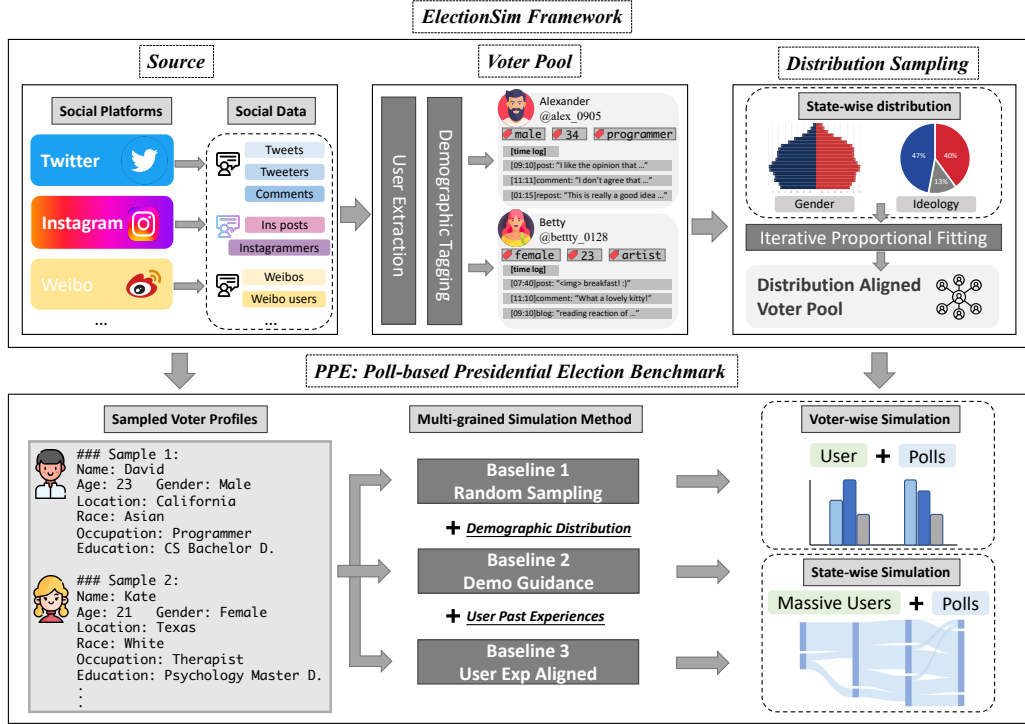 ElectionSim Framework
Source
Voter Pool
Distribution Sampling
Social Platforms
Social Data
Twitter
Instagram
Weibo
...
Tweets
Tweeters
Comments
Ins posts
Instagrammers
Weibos
Weibo users
...
User Extraction
Demographic Tagging
Alexander
@alex_0905
male 34 programmer
[time log]
[09:10]post: "I like the opinion that ..."
[11:11]comment: "I don't agree that ..."
[01:15]repost: "This is really a good idea ..."
Betty
@bettty_0128
female 23 artist
[time log]
[07:40]post: "<img> breakfast! :)"
[11:10]comment: "What a lovely kitty!"
[09:10]blog: "reading reaction of ..."
State-wise distribution
47% 40%
13%
Gender Ideology
Iterative Proportional Fitting
Distribution Aligned
Voter Pool
PPE: Poll-based Presidential Election Benchmark
Sampled Voter Profiles
### Sample 1:
Name: David
Age: 23 Gender: Male
Location: California
Race: Asian
Occupation: Programmer
Education: CS Bachelor D.
### Sample 2:
Name: Kate
Age: 21 Gender: Female
Location: Texas
Race: White
Occupation: Therapist
Education: Psychology Master D.
:
.
Multi-grained Simulation Method
Baseline 1
Random Sampling
+ Demographic Distribution
Baseline 2
Demo Guidance
+ User Past Experiences
Baseline 3
User Exp Aligned
Voter-wise Simulation
User + Polls
State-wise Simulation
Massive Users + Polls